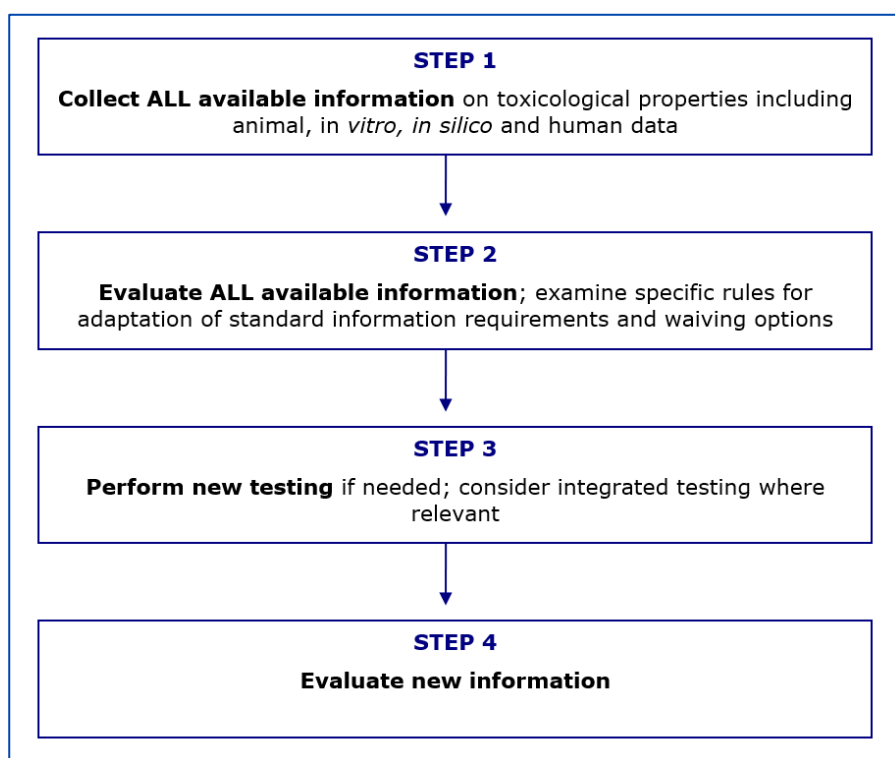 STEP 1
Collect ALL available information on toxicological properties including
animal, in vitro, in silico and human data
STEP 2
Evaluate ALL available information; examine specific rules for
adaptation of standard information requirements and waiving options
STEP 3
Perform new testing if needed; consider integrated testing where
relevant
STEP 4
Evaluate new information